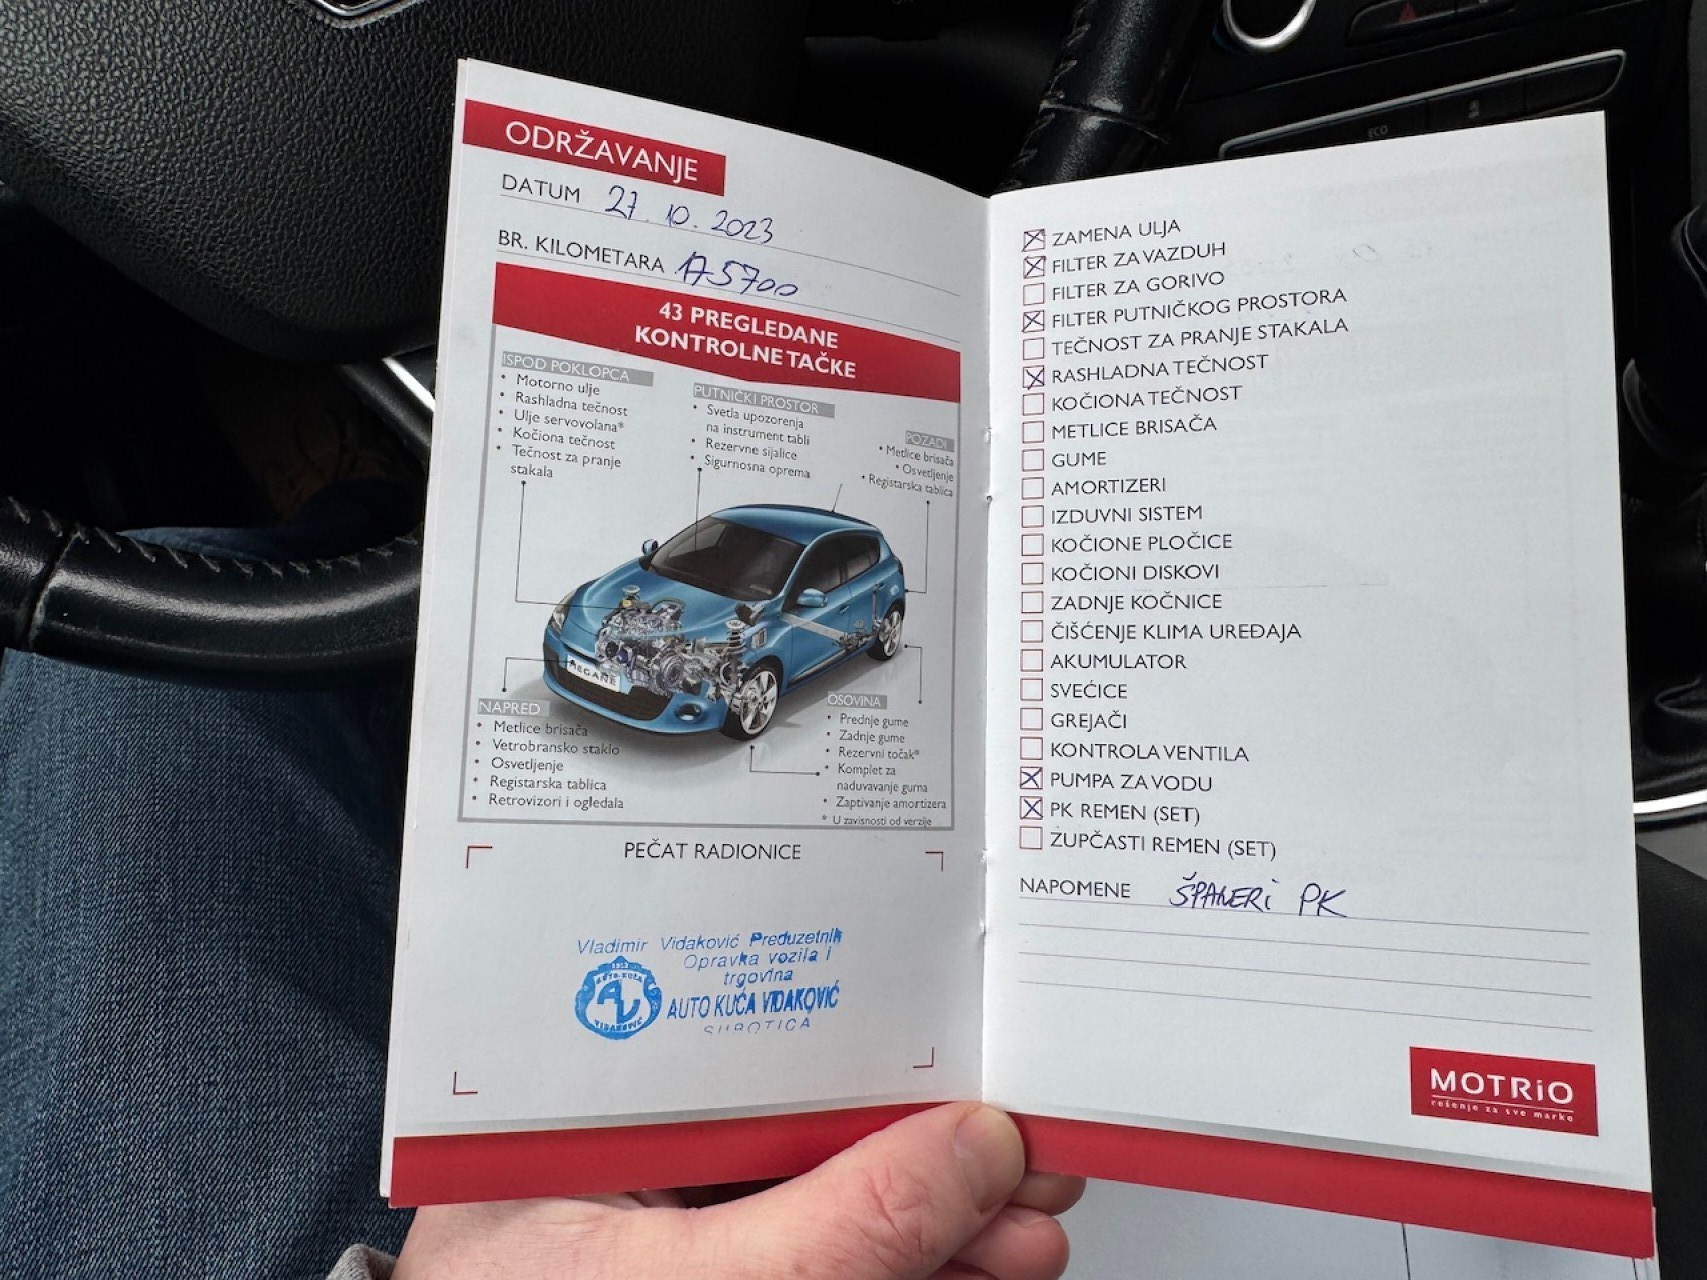 ODRŽAVANJE
DATUM 27.10.2023
BR. KILOMETARA 175700
43 PREGLEDANE
KONTROLNE TAČKE
ISPOD POKLOPCA
• Motorno ulje
• Rashladna tečnost
• Ulje servovolana*
• Kočiona tečnost
• Tečnost za pranje
stakala
PUTNIČKI PROSTOR
• Svetla upozorenja
na instrument tabli
• Rezervne sijalice
• Sigurnosna oprema
POZADI
• Metlice brisača
• Osvetljenje
• Registarska tablica
MEGANE
NAPRED
• Metlice brisača
• Vetrobransko staklo
• Osvetljenje
• Registarska tablica
• Retrovizori i ogledala
OSOVINA
• Prednje gume
• Zadnje gume
• Rezervni točak*
• Komplet za
naduvavanje guma
• Zaptivanje amortizera
* U zavisnosti od verzije
PEČAT RADIONICE
Vladimir Vidaković Preduzetnik
Opravka vozila i
trgovina
AUTO KUĆA VIDAKOVIĆ
SUBOTICA
AUTO-KUĆA
AV
VIDAKOVIĆ
ZAMENA ULJA
FILTER ZA VAZDUH
FILTER ZA GORIVO
FILTER PUTNIČKOG PROSTORA
TEČNOST ZA PRANJE STAKALA
RASHLADNA TEČNOST
KOČIONA TEČNOST
METLICE BRISAČA
GUME
AMORTIZERI
IZDUVNI SISTEM
KOČIONE PLOČICE
KOČIONI DISKOVI
ZADNJE KOČNICE
ČIŠĆENJE KLIMA UREĐAJA
AKUMULATOR
SVEĆICE
GREJAČI
KONTROLA VENTILA
PUMPA ZA VODU
PK REMEN (SET)
ZUPČASTI REMEN (SET)
NAPOMENE ŠPANERI PK
MOTRiO
rešenje za sve marke
ECO